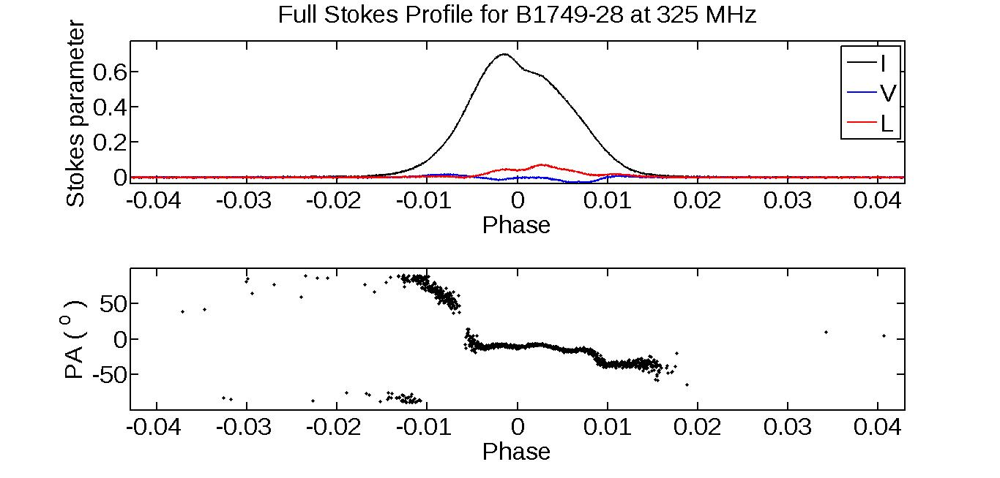 Full Stokes Profile for B1749-28 at 325 MHz
Stokes parameter
0.6
0.4
0.2
0
I
V
L
-0.04 -0.03 -0.02 -0.01 0 0.01 0.02 0.03 0.04
Phase
PA ( o )
50
0
-50
-0.04 -0.03 -0.02 -0.01 0 0.01 0.02 0.03 0.04
Phase